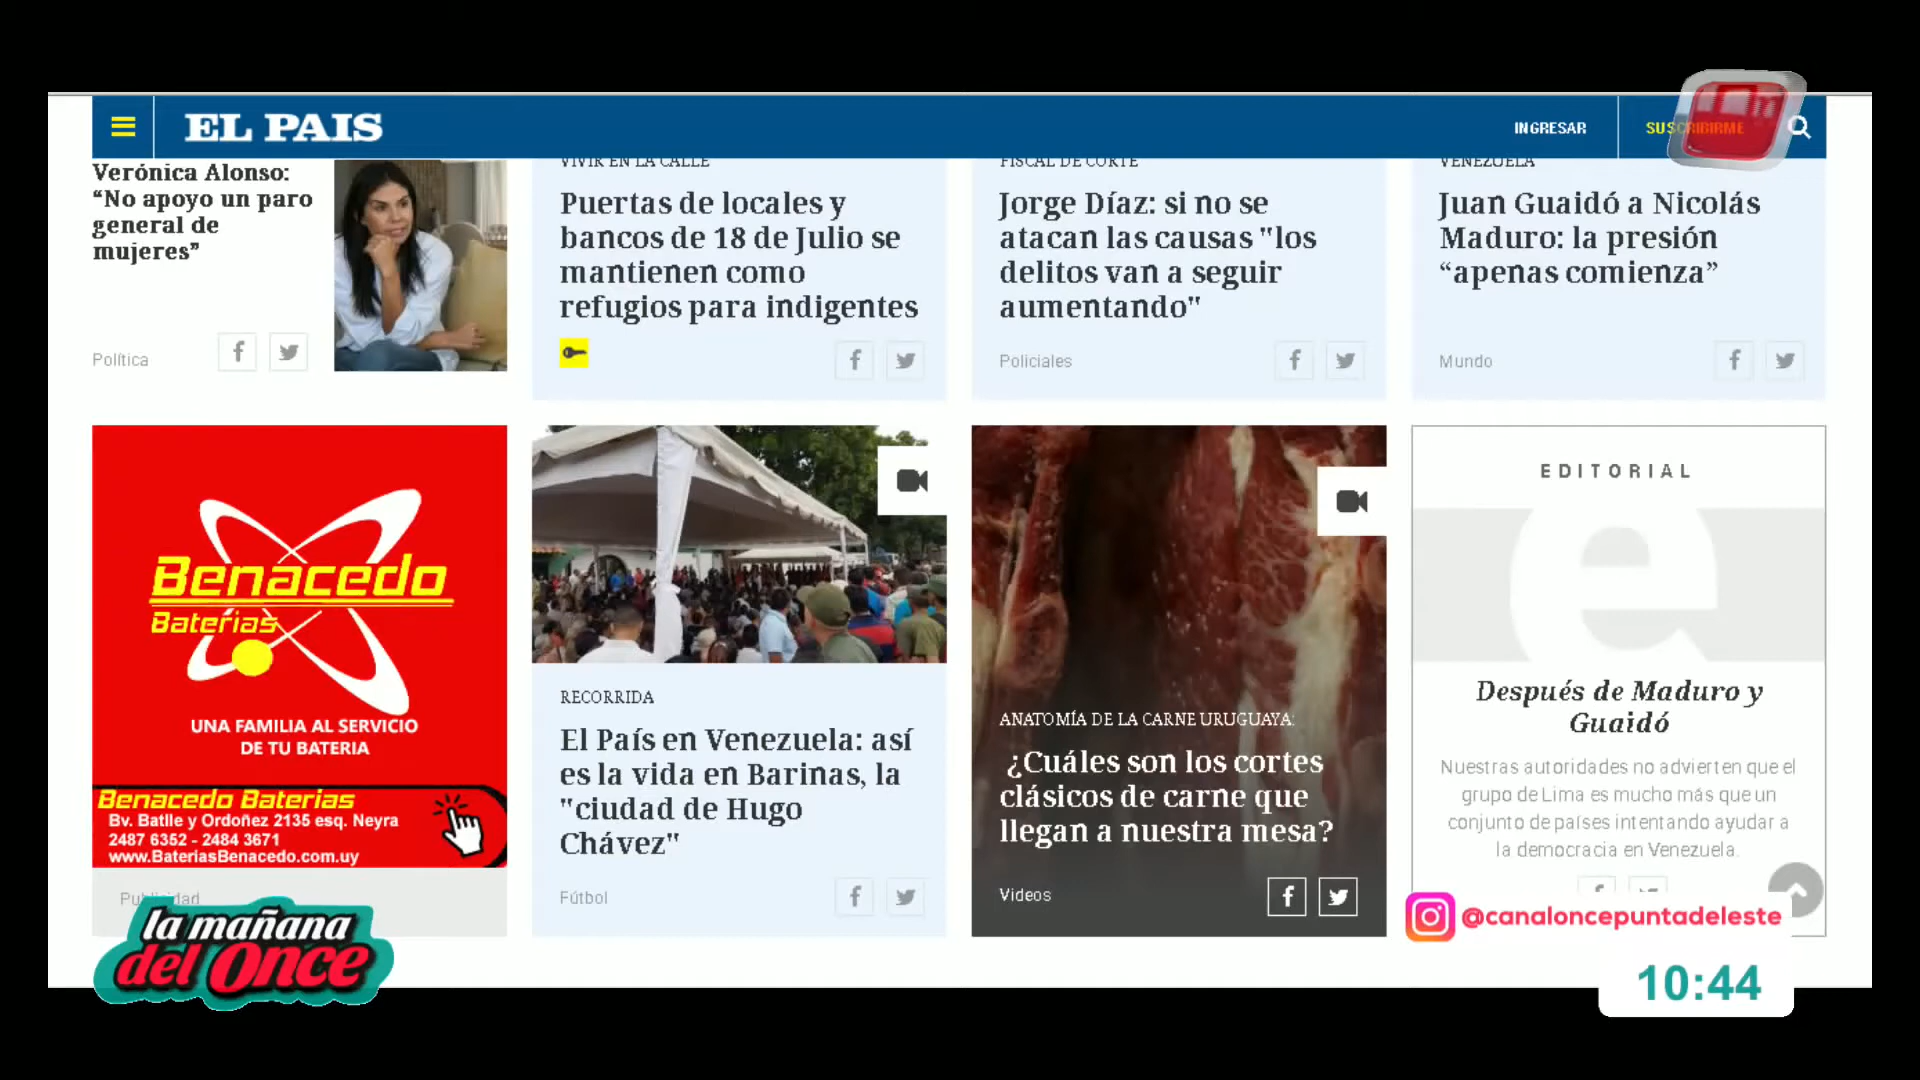 EL PAIS
INGRESAR
SUSCRIBIRME
Verónica Alonso:
“No apoyo un paro
general de
mujeres”
Política
VIVIR EN LA CALLE
Puertas de locales y
bancos de 18 de Julio se
mantienen como
refugios para indigentes
FISCAL DE CORTE
Jorge Díaz: si no se
atacan las causas "los
delitos van a seguir
aumentando"
Policiales
VENEZUELA
Juan Guaidó a Nicolás
Maduro: la presión
“apenas comienza”
Mundo
Benacedo
Baterias
UNA FAMILIA AL SERVICIO
DE TU BATERIA
Benacedo Baterias
Bv. Batlle y Ordoñez 2135 esq. Neyra
2487 6352 - 2484 3671
www.BateriasBenacedo.com.uy
Publicidad
RECORRIDA
El País en Venezuela: así
es la vida en Barinas, la
"ciudad de Hugo
Chávez"
Fútbol
ANATOMÍA DE LA CARNE URUGUAYA:
¿Cuáles son los cortes
clásicos de carne que
llegan a nuestra mesa?
Videos
EDITORIAL
e
Después de Maduro y
Guaidó
Nuestras autoridades no advierten que el
grupo de Lima es mucho más que un
conjunto de países intentando ayudar a
la democracia en Venezuela.
la mañana
del Once
@canaloncepuntadeleste
10:44